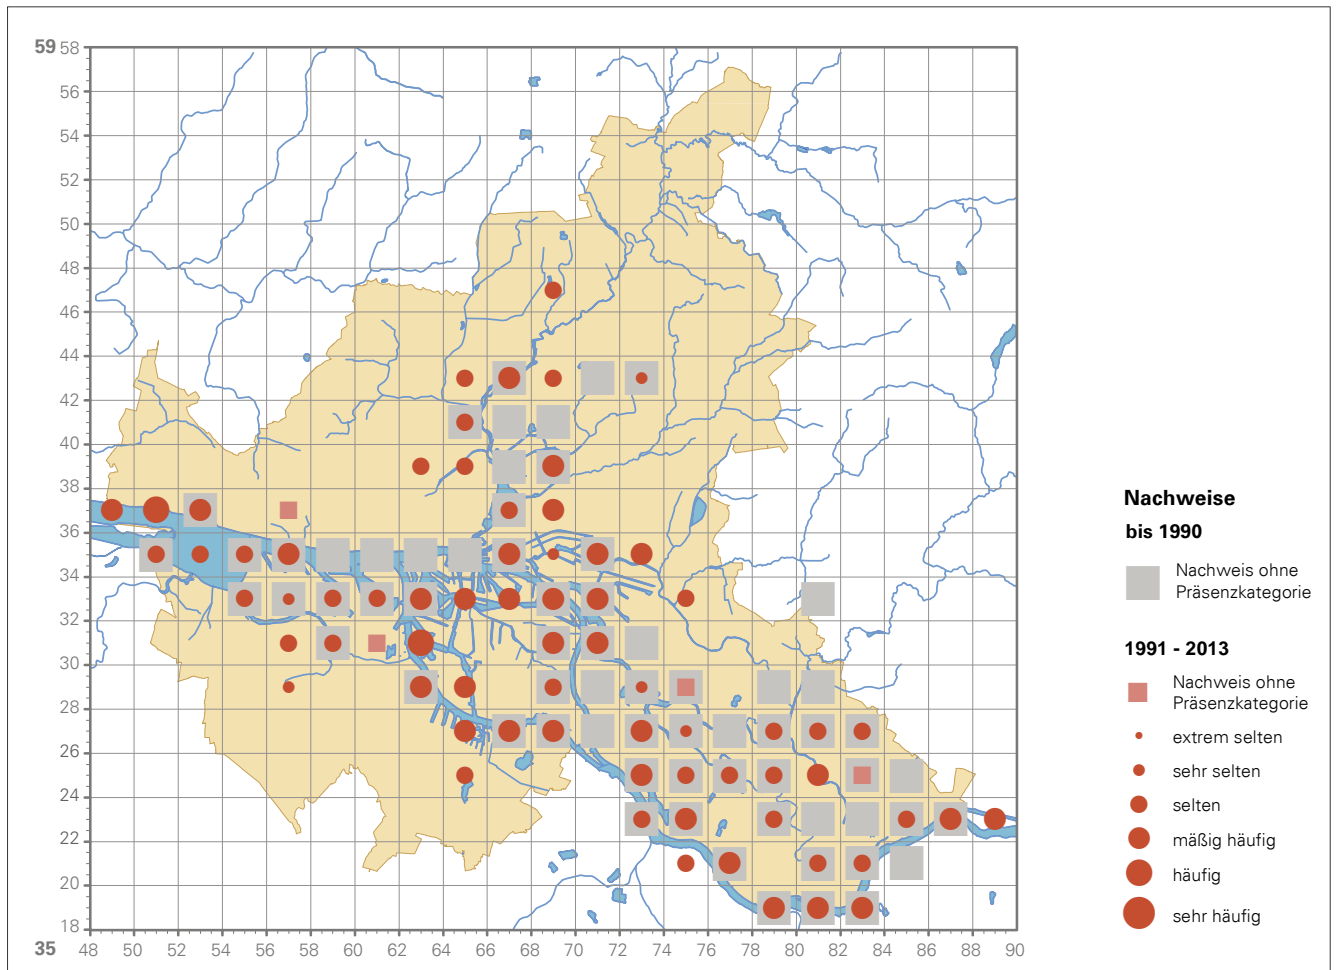 59 58
56
54
52
50
48
46
44
42
40
38
36
34
32
30
28
26
24
22
20
18
35
48 50 52 54 56 58 60 62 64 66 68 70 72 74 76 78 80 82 84 86 88 90
Nachweise
bis 1990
Nachweis ohne
Präsenzkategorie
1991 - 2013
Nachweis ohne
Präsenzkategorie
extrem selten
sehr selten
selten
mäßig häufig
häufig
sehr häufig